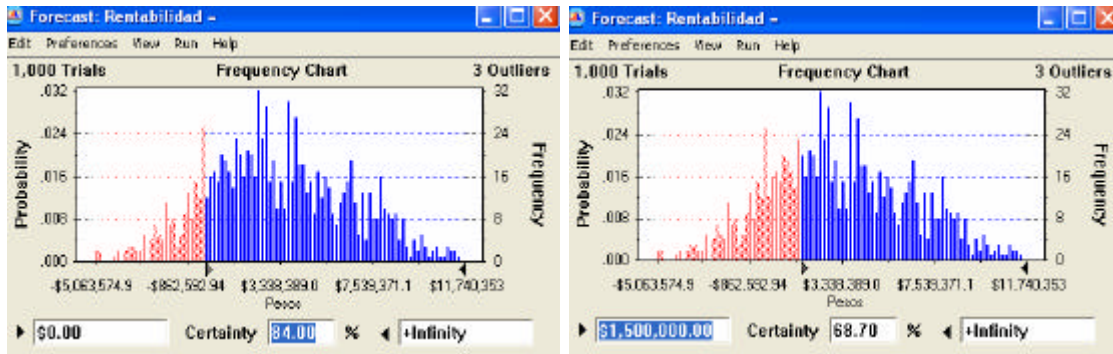 Forecast: Rentabilidad -
Edit Preferences View Run Help
1,000 Trials Frequency Chart 3 Outliers
.032 32
.024 24
.016 16
.008 8
.000 0
Probability
Frequency
-$5,063,574.9 -$862,592.94 $3,338,389.0 $7,539,371.1 $11,740,353
Pesos
$0.00 Certainty 84.00 % +Infinity
Forecast: Rentabilidad -
Edit Preferences View Run Help
1,000 Trials Frequency Chart 3 Outliers
.032 32
.024 24
.016 16
.008 8
.000 0
Probability
Frequency
-$5,063,574.9 -$862,592.94 $3,338,389.0 $7,539,371.1 $11,740,353
Pesos
$1,500,000.00 Certainty 68.70 % +Infinity